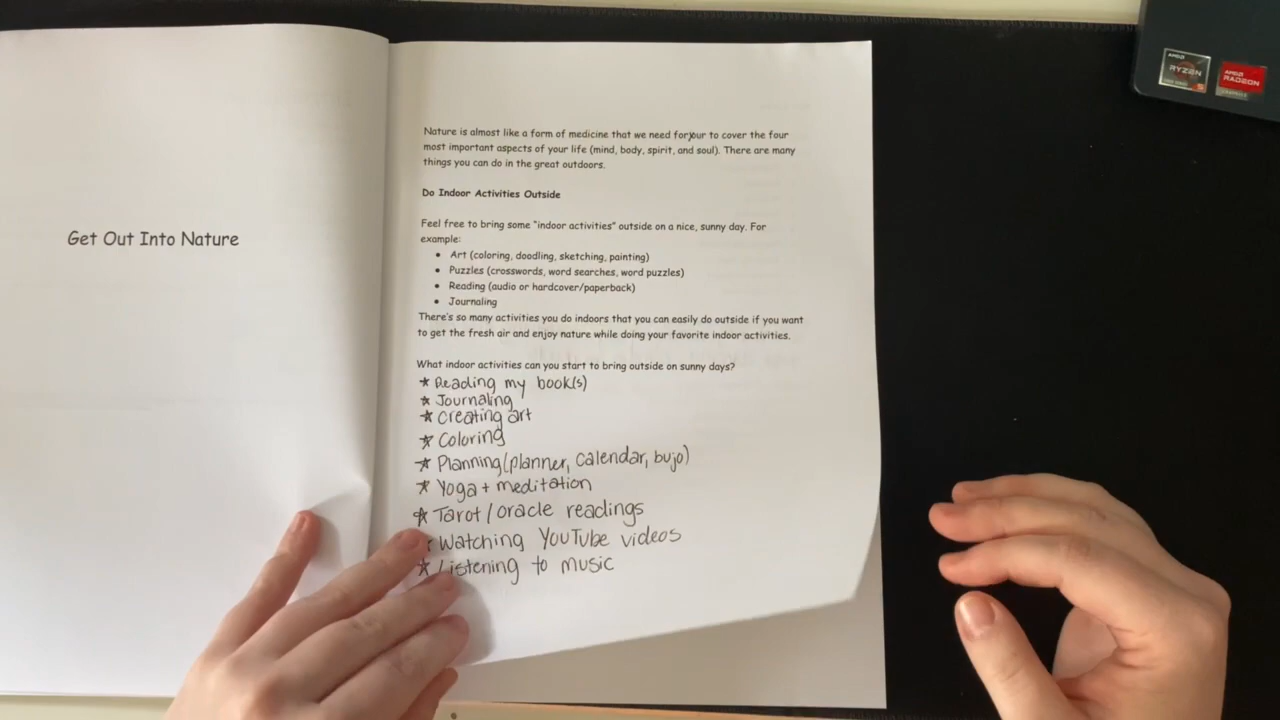 Get Out Into Nature
Nature is almost like a form of medicine that we need for your to cover the four
most important aspects of your life (mind, body, spirit, and soul). There are many
things you can do in the great outdoors.
Do Indoor Activities Outside
Feel free to bring some "indoor activities" outside on a nice, sunny day. For
example:
• Art (coloring, doodling, sketching, painting)
• Puzzles (crosswords, word searches, word puzzles)
• Reading (audio or hardcover/paperback)
• Journaling
There's so many activities you do indoors that you can easily do outside if you want
to get the fresh air and enjoy nature while doing your favorite indoor activities.
What indoor activities can you start to bring outside on sunny days?
★ Reading my book(s)
★ Journaling
★ Creating art
★ Coloring
★ Planning (planner, calendar, bujo)
★ Yoga + meditation
★ Tarot / oracle readings
★ Watching YouTube videos
★ Listening to music
AMD
RYZEN
5
AMD
RADEON
GRAPHICS